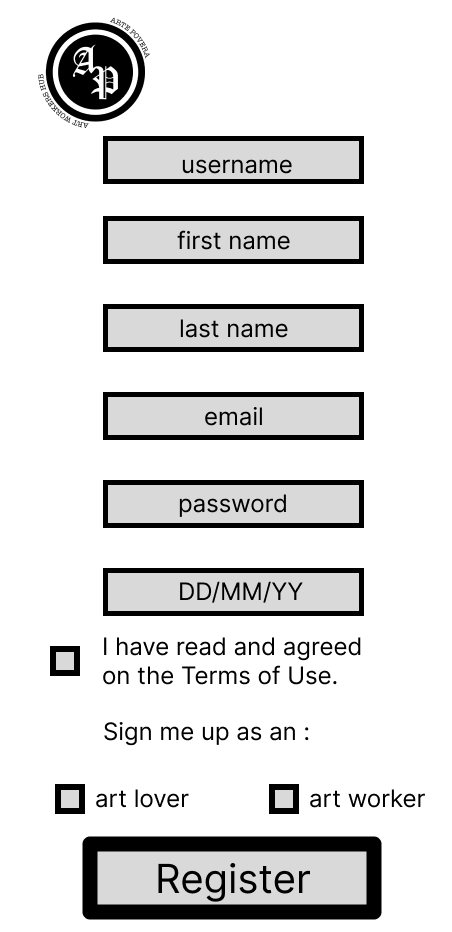 ARTE POVERA
AP
ART WORKERS HUB
username
first name
last name
email
password
DD/MM/YY
I have read and agreed
on the Terms of Use.
Sign me up as an :
art lover
art worker
Register